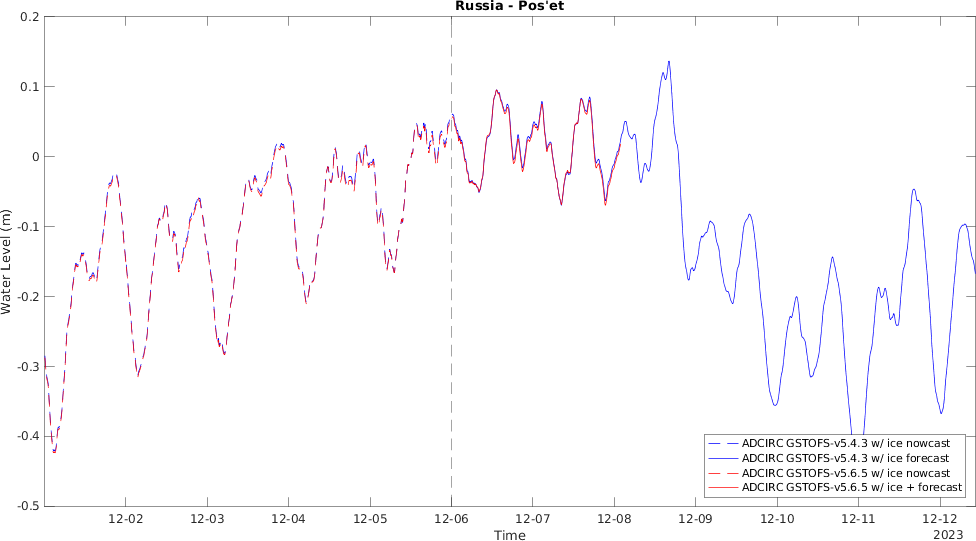 Russia - Pos'et
0.2
0.1
0
-0.1
-0.2
-0.3
-0.4
-0.5
Water Level (m)
ADCIRC GSTOFS-v5.4.3 w/ ice nowcast
ADCIRC GSTOFS-v5.4.3 w/ ice forecast
ADCIRC GSTOFS-v5.6.5 w/ ice nowcast
ADCIRC GSTOFS-v5.6.5 w/ ice + forecast
12-02 12-03 12-04 12-05 12-06 12-07 12-08 12-09 12-10 12-11 12-12
Time
2023